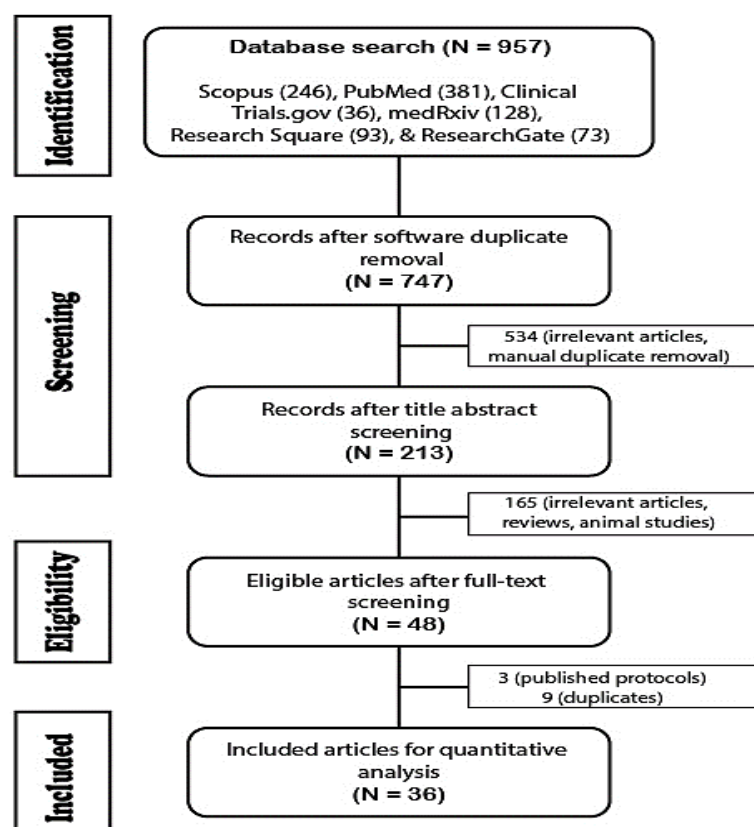 Identification
Database search (N = 957)
Scopus (246), PubMed (381), Clinical
Trials.gov (36), medRxiv (128),
Research Square (93), & ResearchGate (73)
Screening
Records after software duplicate
removal
(N = 747)
534 (irrelevant articles,
manual duplicate removal)
Records after title abstract
screening
(N = 213)
165 (irrelevant articles,
reviews, animal studies)
Eligibility
Eligible articles after full-text
screening
(N = 48)
3 (published protocols)
9 (duplicates)
Included
Included articles for quantitative
analysis
(N = 36)